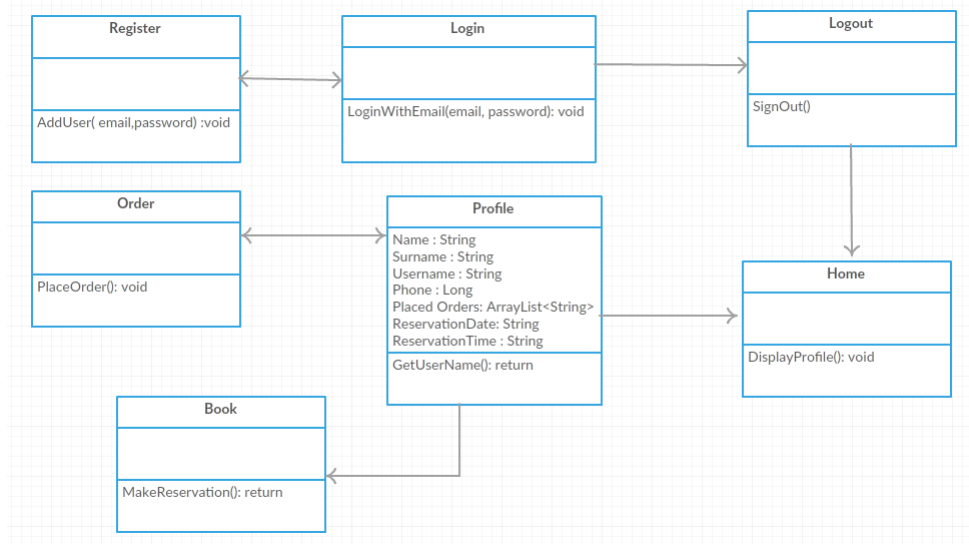 Register
AddUser( email,password) :void
Login
LoginWithEmail(email, password): void
Logout
SignOut()
Order
PlaceOrder(): void
Profile
Name : String
Surname : String
Username : String
Phone : Long
Placed Orders: ArrayList<String>
ReservationDate: String
ReservationTime : String
GetUserName(): return
Home
DisplayProfile(): void
Book
MakeReservation(): return